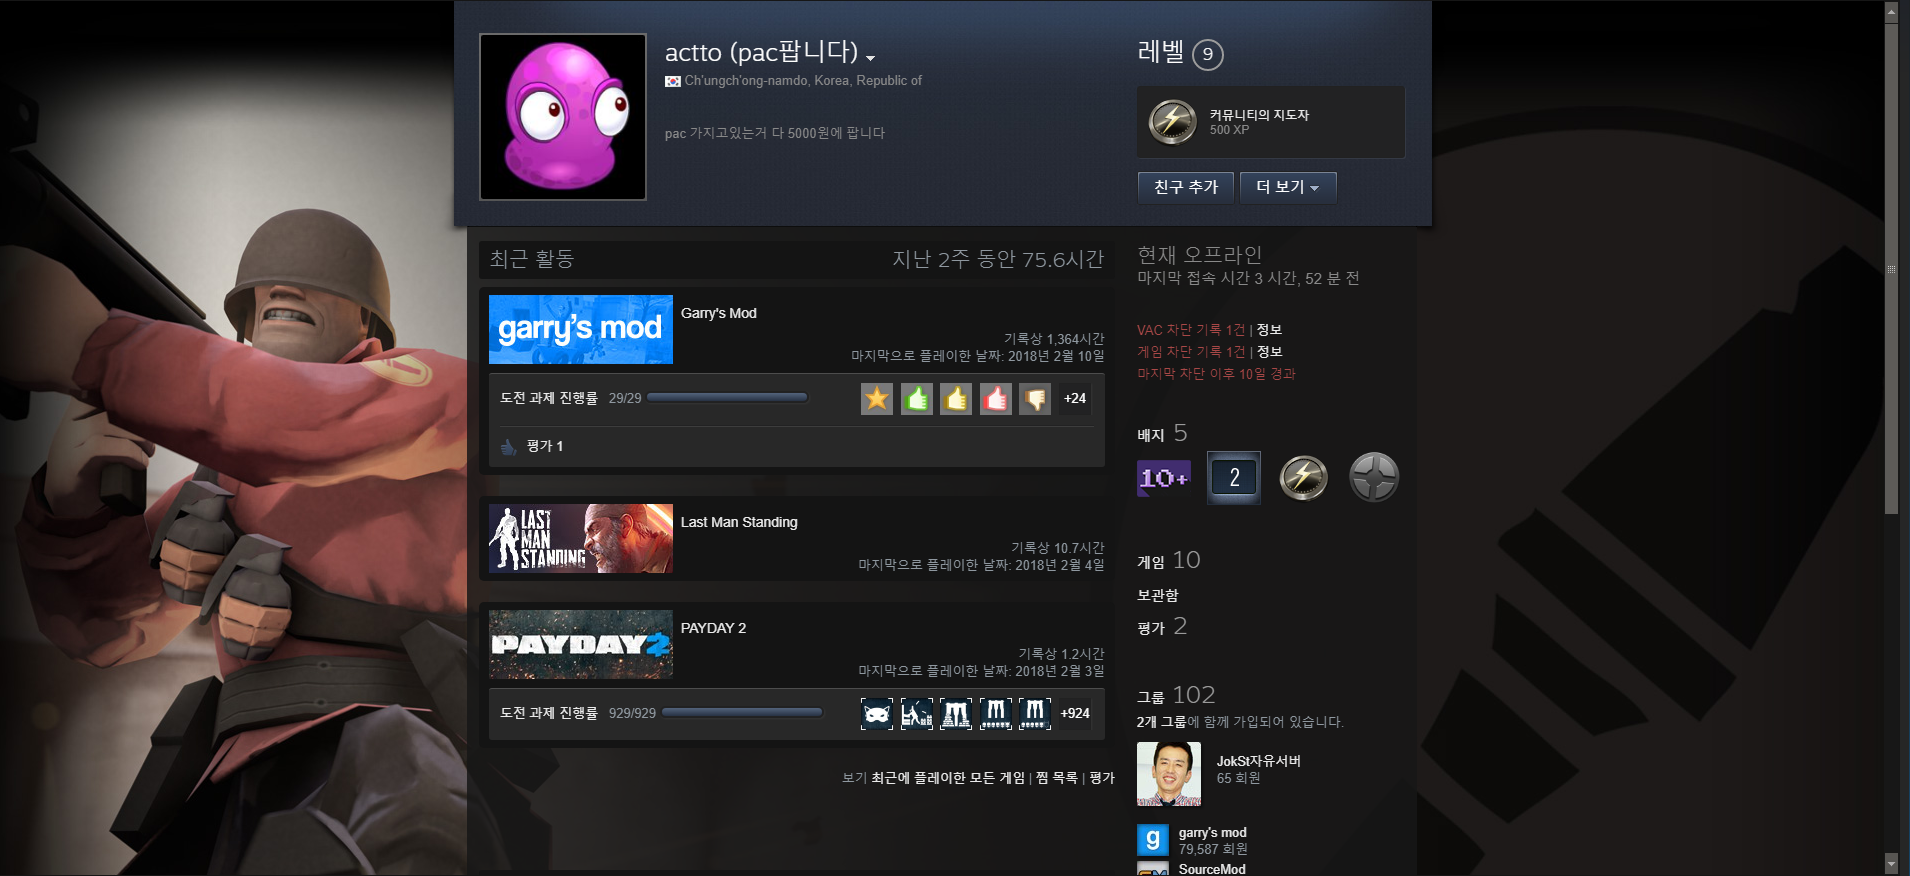 actto (pac팝니다)
Ch'ungch'ong-namdo, Korea, Republic of
pac 가지고있는거 다 5000원에 팝니다
레벨 9
커뮤니티의 지도자
500 XP
친구 추가
더 보기
최근 활동
지난 2주 동안 75.6시간
garry's mod
Garry's Mod
기록상 1,364시간
마지막으로 플레이한 날짜: 2018년 2월 10일
도전 과제 진행률 29/29
+24
평가 1
LAST
MAN
STANDING
Last Man Standing
기록상 10.7시간
마지막으로 플레이한 날짜: 2018년 2월 4일
PAYDAY 2
PAYDAY 2
기록상 1.2시간
마지막으로 플레이한 날짜: 2018년 2월 3일
도전 과제 진행률 929/929
+924
보기 최근에 플레이한 모든 게임 | 찜 목록 | 평가
현재 오프라인
마지막 접속 시간 3 시간, 52 분 전
VAC 차단 기록 1건 | 정보
게임 차단 기록 1건 | 정보
마지막 차단 이후 10일 경과
배지 5
10+
2
게임 10
보관함
평가 2
그룹 102
2개 그룹에 함께 가입되어 있습니다.
JokSt자유서버
65 회원
g
garry's mod
79,587 회원
SourceMod